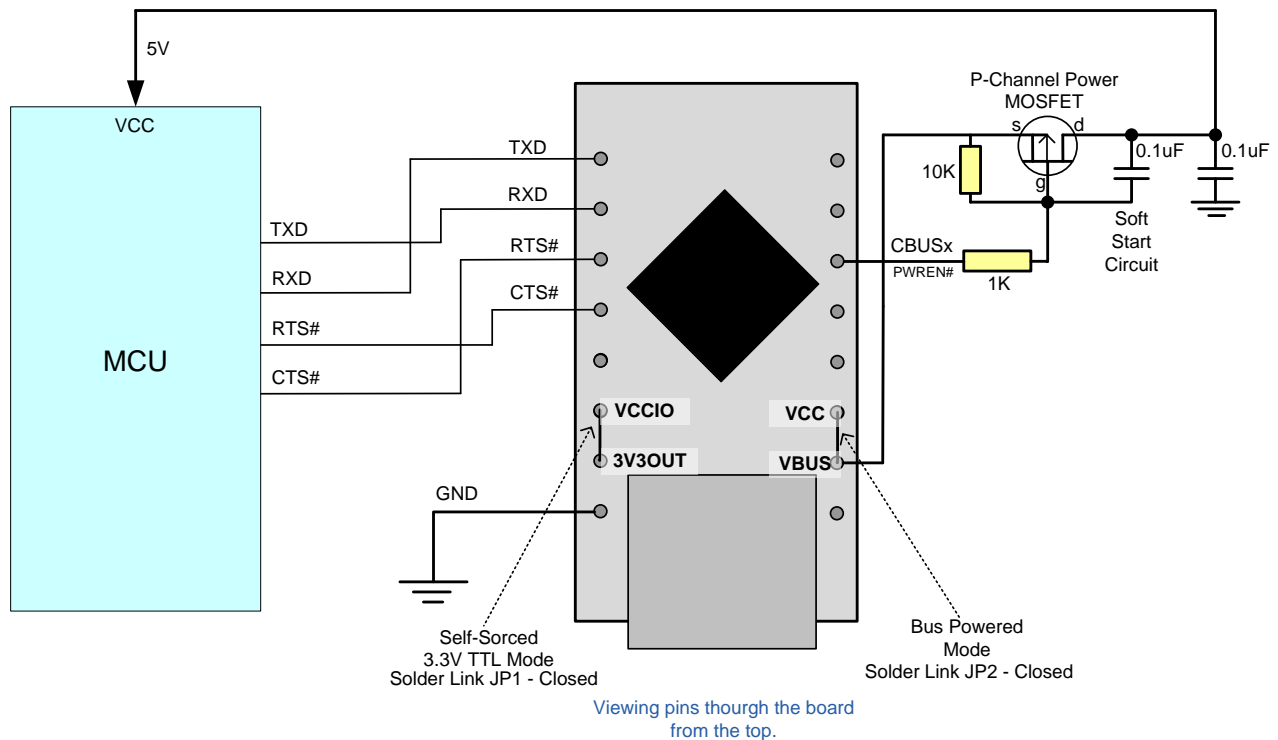 5V
VCC
MCU
TXD
RXD
RTS#
CTS#
TXD
RXD
RTS#
CTS#
VCCIO
3V3OUT
GND
VCC
VBUS
P-Channel Power
MOSFET
s
d
g
10K
0.1uF
0.1uF
Soft
Start
Circuit
CBUSx
PWREN#
1K
Self-Sorced
3.3V TTL Mode
Solder Link JP1 - Closed
Bus Powered
Mode
Solder Link JP2 - Closed
Viewing pins thourgh the board
from the top.